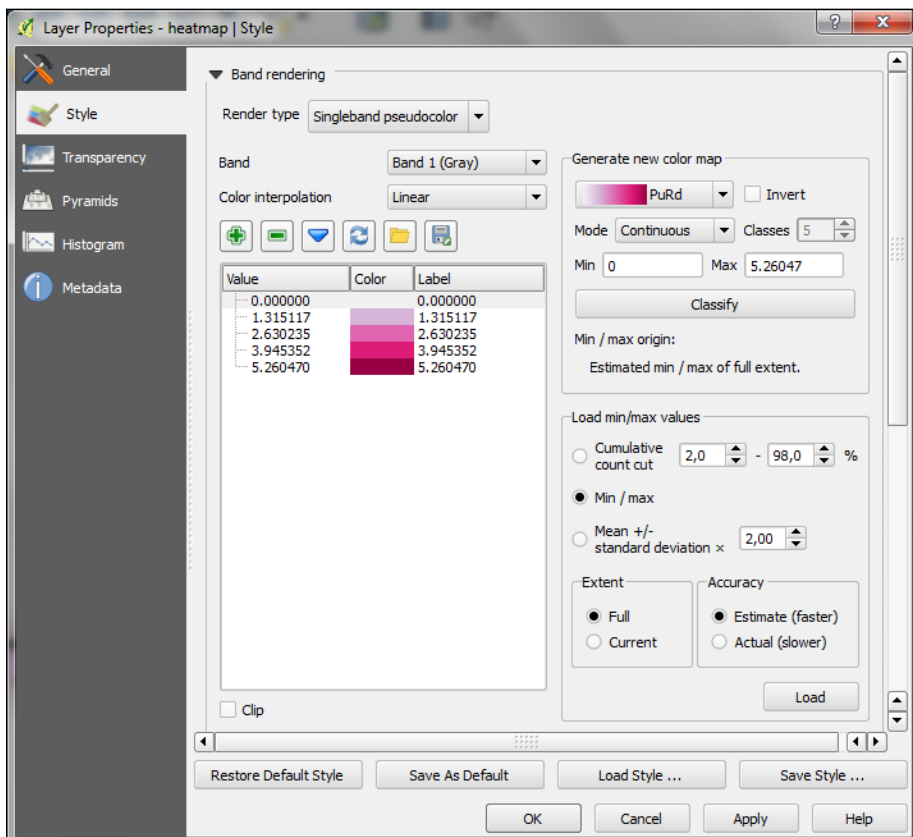 Layer Properties - heatmap | Style
?
X
General
Style
Transparency
Pyramids
Histogram
Metadata
Band rendering
Render type Singleband pseudocolor
Band Band 1 (Gray)
Color interpolation Linear
Value Color Label
0.000000 0.000000
1.315117 1.315117
2.630235 2.630235
3.945352 3.945352
5.260470 5.260470
Clip
Generate new color map
PuRd Invert
Mode Continuous Classes 5
Min 0 Max 5.26047
Classify
Min / max origin:
Estimated min / max of full extent.
Load min/max values
Cumulative
count cut 2,0 - 98,0 %
Min / max
Mean +/-
standard deviation × 2,00
Extent
Full
Current
Accuracy
Estimate (faster)
Actual (slower)
Load
Restore Default Style Save As Default Load Style ... Save Style ...
OK Cancel Apply Help